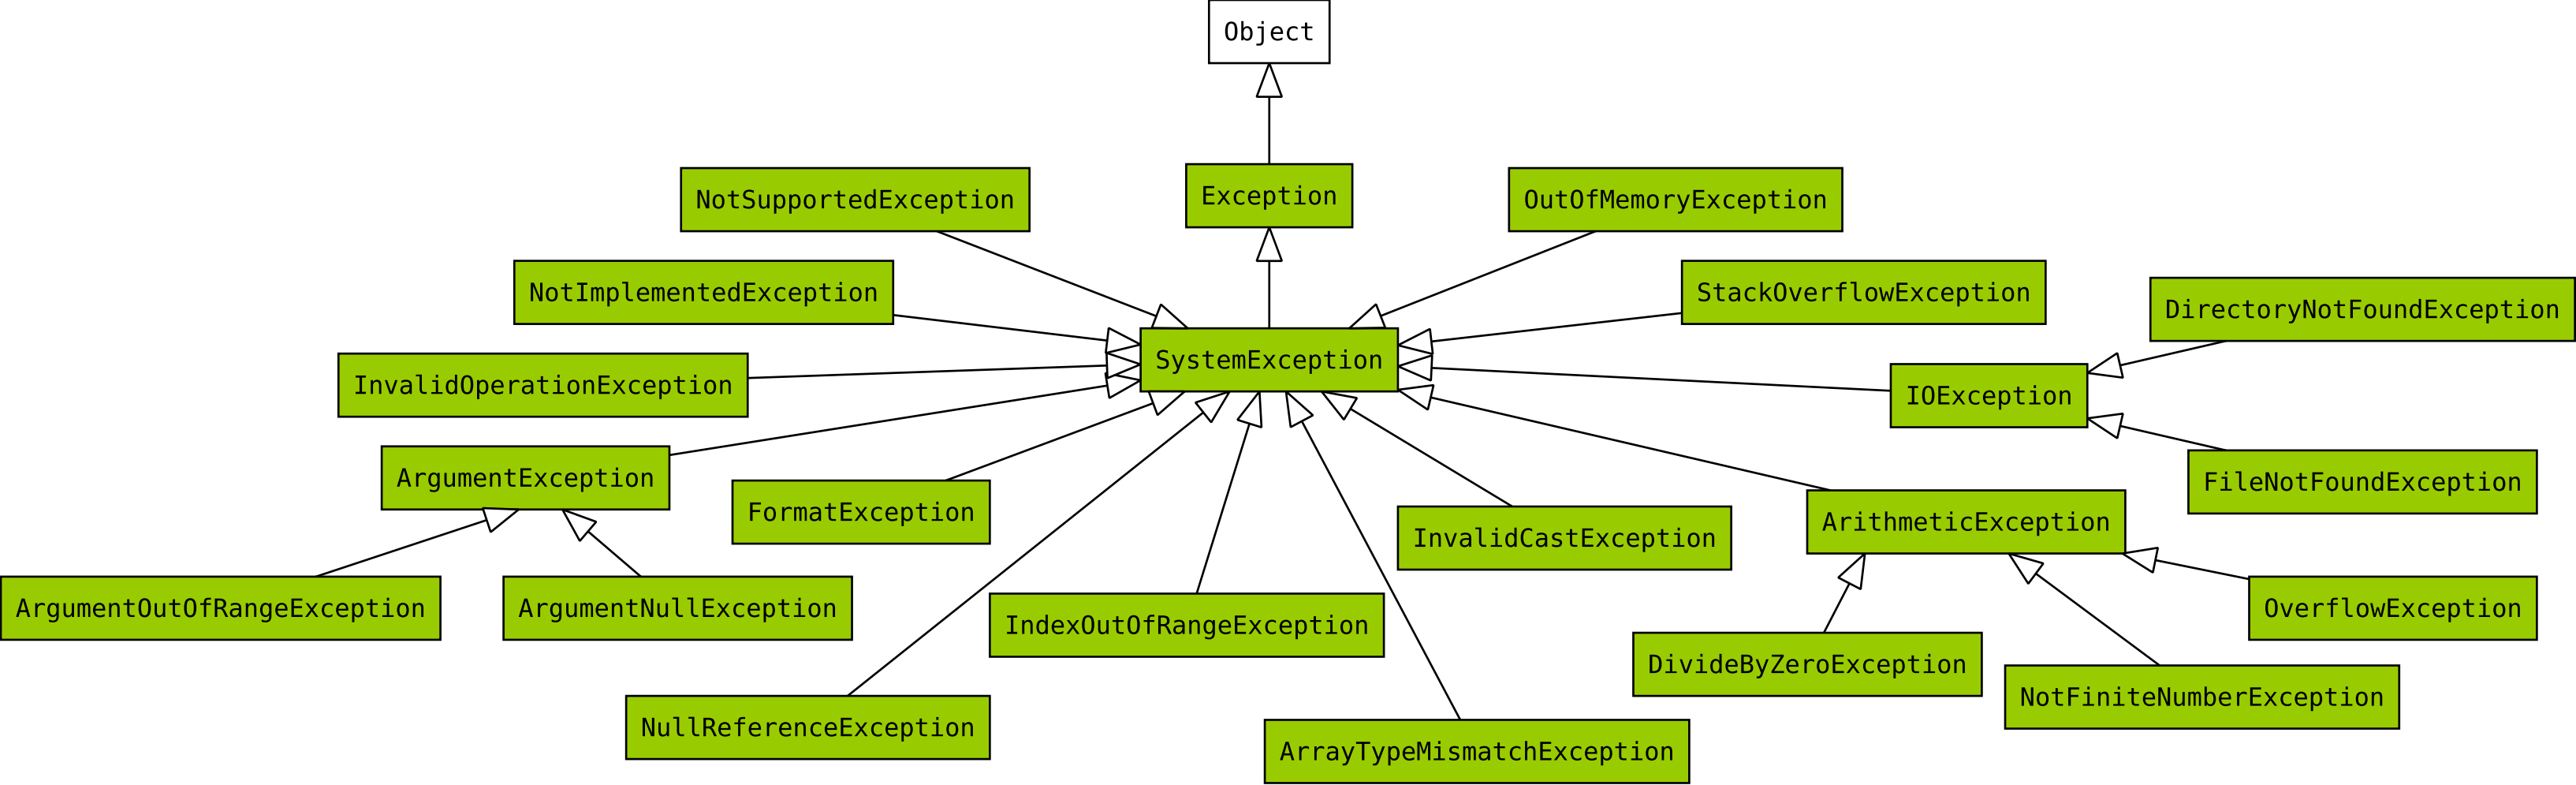 Object
NotSupportedException
Exception
OutOfMemoryException
NotImplementedException
StackOverflowException
DirectoryNotFoundException
SystemException
InvalidOperationException
IOException
ArgumentException
FileNotFoundException
FormatException
ArithmeticException
InvalidCastException
ArgumentOutOfRangeException
ArgumentNullException
OverflowException
IndexOutOfRangeException
DivideByZeroException
NotFiniteNumberException
NullReferenceException
ArrayTypeMismatchException